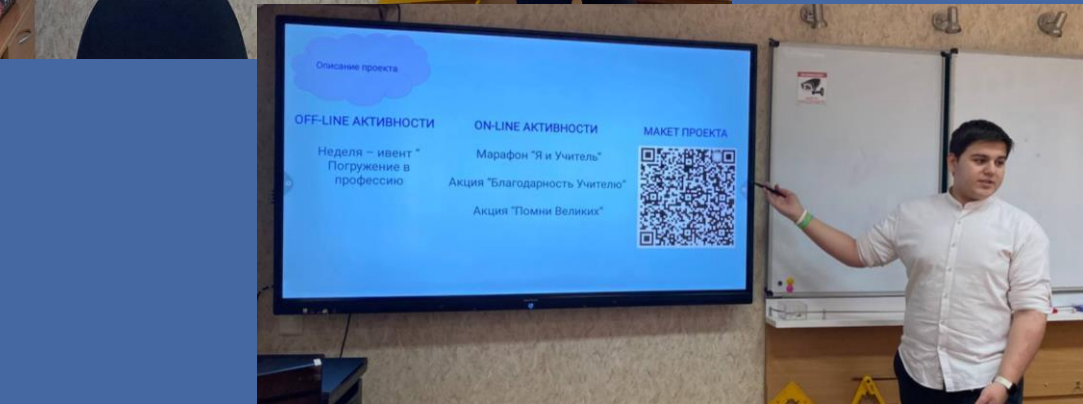 Описание проекта
OFF-LINE АКТИВНОСТИ
Неделя – ивент "
Погружение в
профессию
ON-LINE АКТИВНОСТИ
Марафон "Я и Учитель"
Акция "Благодарность Учителю"
Акция "Помни Великих"
МАКЕТ ПРОЕКТА